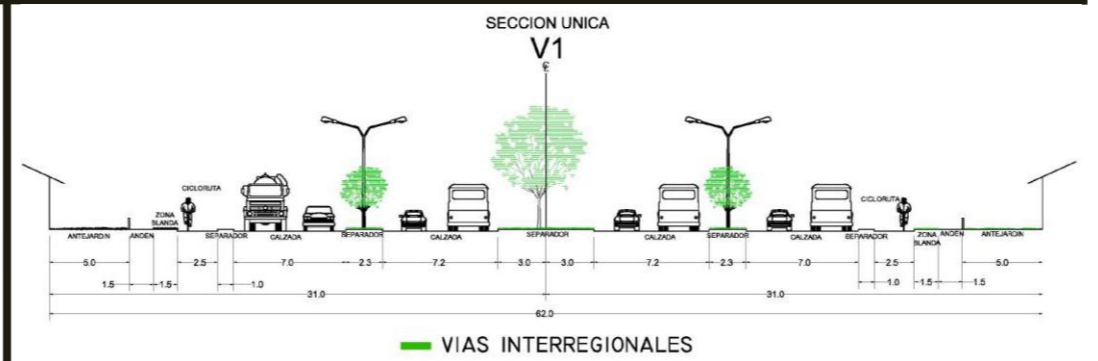 SECCION UNICA
V1
CICLORUTA
CICLORUTA
ZONA BLANDA
ANTEJARDIN ANDEN SEPARADOR CALZADA SEPARADOR CALZADA SEPARADOR CALZADA SEPARADOR CALZADA SEPARADOR ZONA BLANDA ANDEN ANTEJARDIN
5.0 2.5 7.0 2.3 7.2 3.0 3.0 7.2 2.3 7.0 2.5 5.0
1.5 1.5 1.0 1.0 1.5 1.5
31.0 31.0
62.0
VIAS INTERREGIONALES